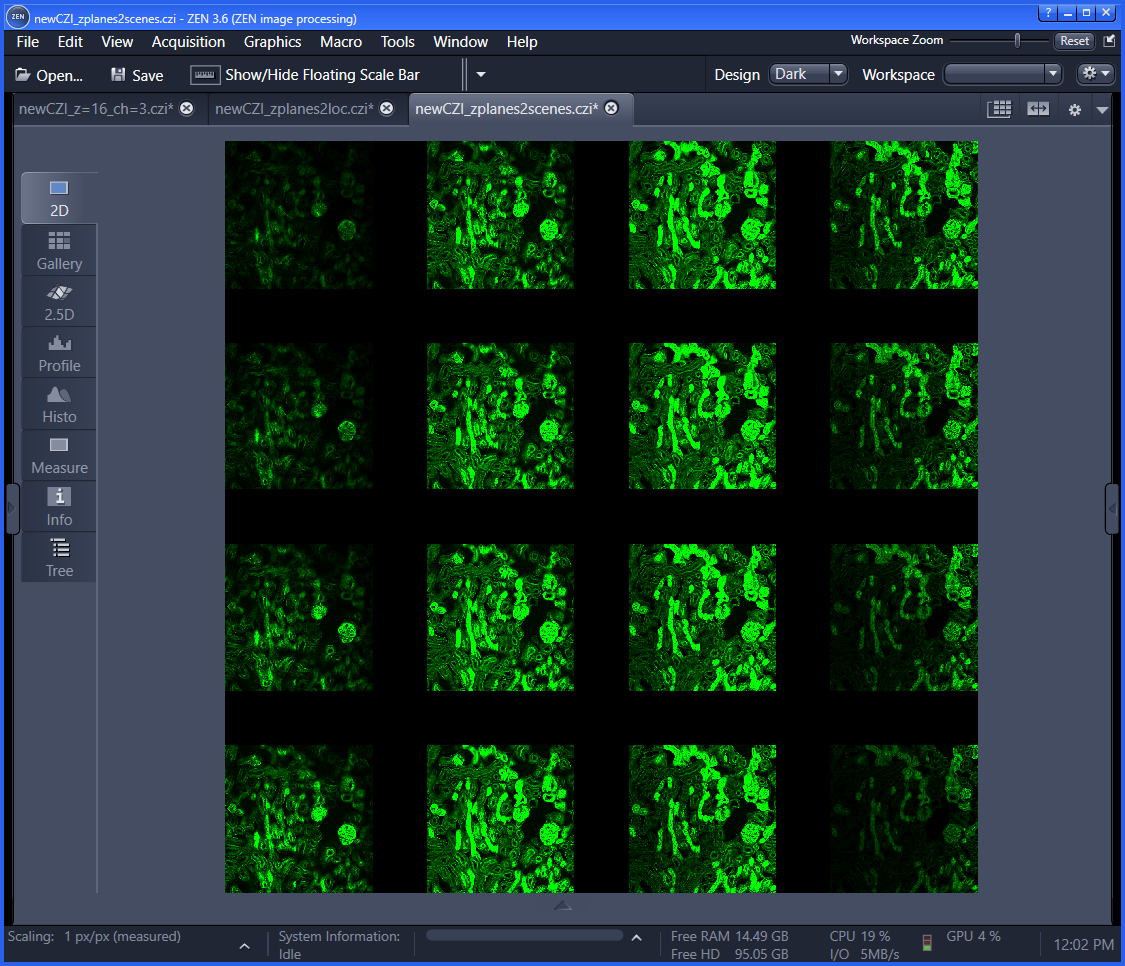 ZEN newCZI_zplanes2scenes.czi - ZEN 3.6 (ZEN image processing) ?
File Edit View Acquisition Graphics Macro Tools Window Help Workspace Zoom Reset
Open... Save Show/Hide Floating Scale Bar Design Dark Workspace
newCZI_z=16_ch=3.czi* newCZI_zplanes2loc.czi* newCZI_zplanes2scenes.czi*
2D
Gallery
2.5D
Profile
Histo
Measure
i
Info
Tree
Scaling: 1 px/px (measured) System Information: Free RAM 14.49 GB CPU 19 % GPU 4 %
Idle Free HD 95.05 GB I/O 5MB/s 12:02 PM